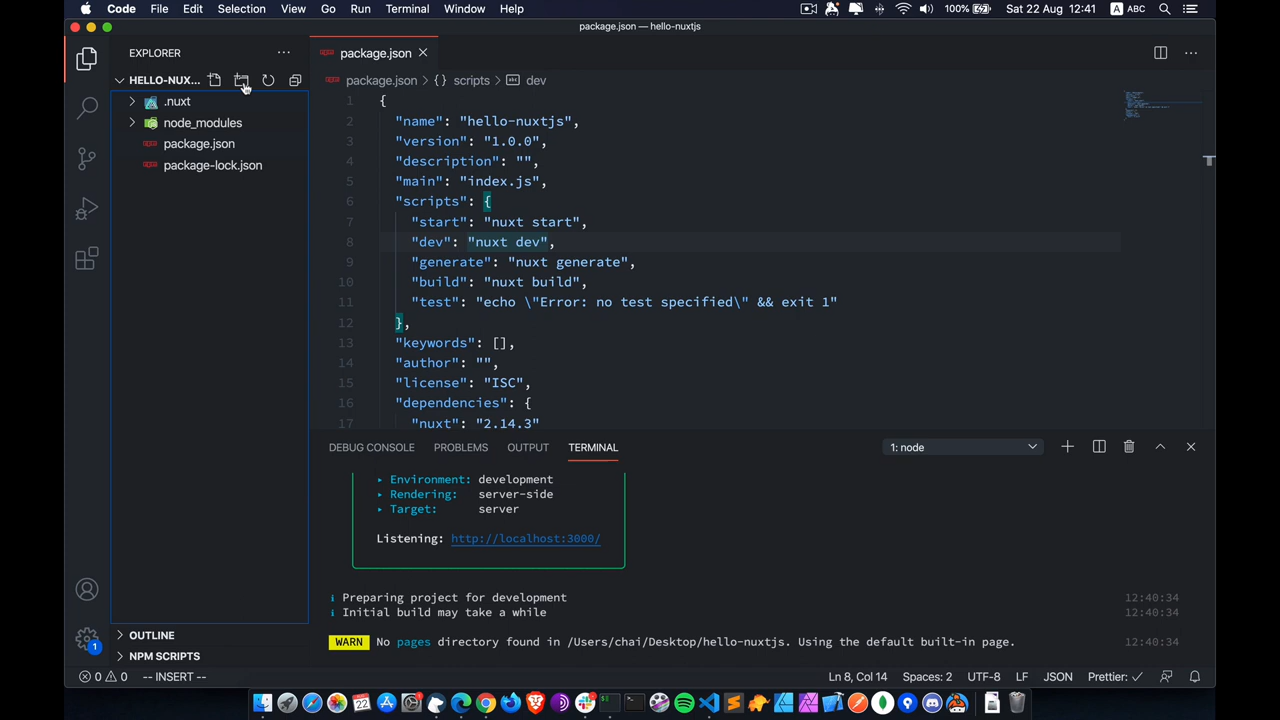 Code File Edit Selection View Go Run Terminal Window Help 100% Sat 22 Aug 12:41 A ABC
package.json — hello-nuxtjs
EXPLORER
HELLO-NUX...
.nuxt
node_modules
package.json
package-lock.json
OUTLINE
NPM SCRIPTS
1
package.json
package.json > {} scripts > abc dev
1 {
2 "name": "hello-nuxtjs",
3 "version": "1.0.0",
4 "description": "",
5 "main": "index.js",
6 "scripts": {
7 "start": "nuxt start",
8 "dev": "nuxt dev",
9 "generate": "nuxt generate",
10 "build": "nuxt build",
11 "test": "echo \"Error: no test specified\" && exit 1"
12 },
13 "keywords": [],
14 "author": "",
15 "license": "ISC",
16 "dependencies": {
17 "nuxt": "2.14.3"
DEBUG CONSOLE PROBLEMS OUTPUT TERMINAL 1: node
▸ Environment: development
▸ Rendering: server-side
▸ Target: server
Listening: http://localhost:3000/
i Preparing project for development 12:40:34
i Initial build may take a while 12:40:34
WARN No pages directory found in /Users/chai/Desktop/hello-nuxtjs. Using the default built-in page. 12:40:34
0 0 -- INSERT -- Ln 8, Col 14 Spaces: 2 UTF-8 LF JSON Prettier: ✓
22